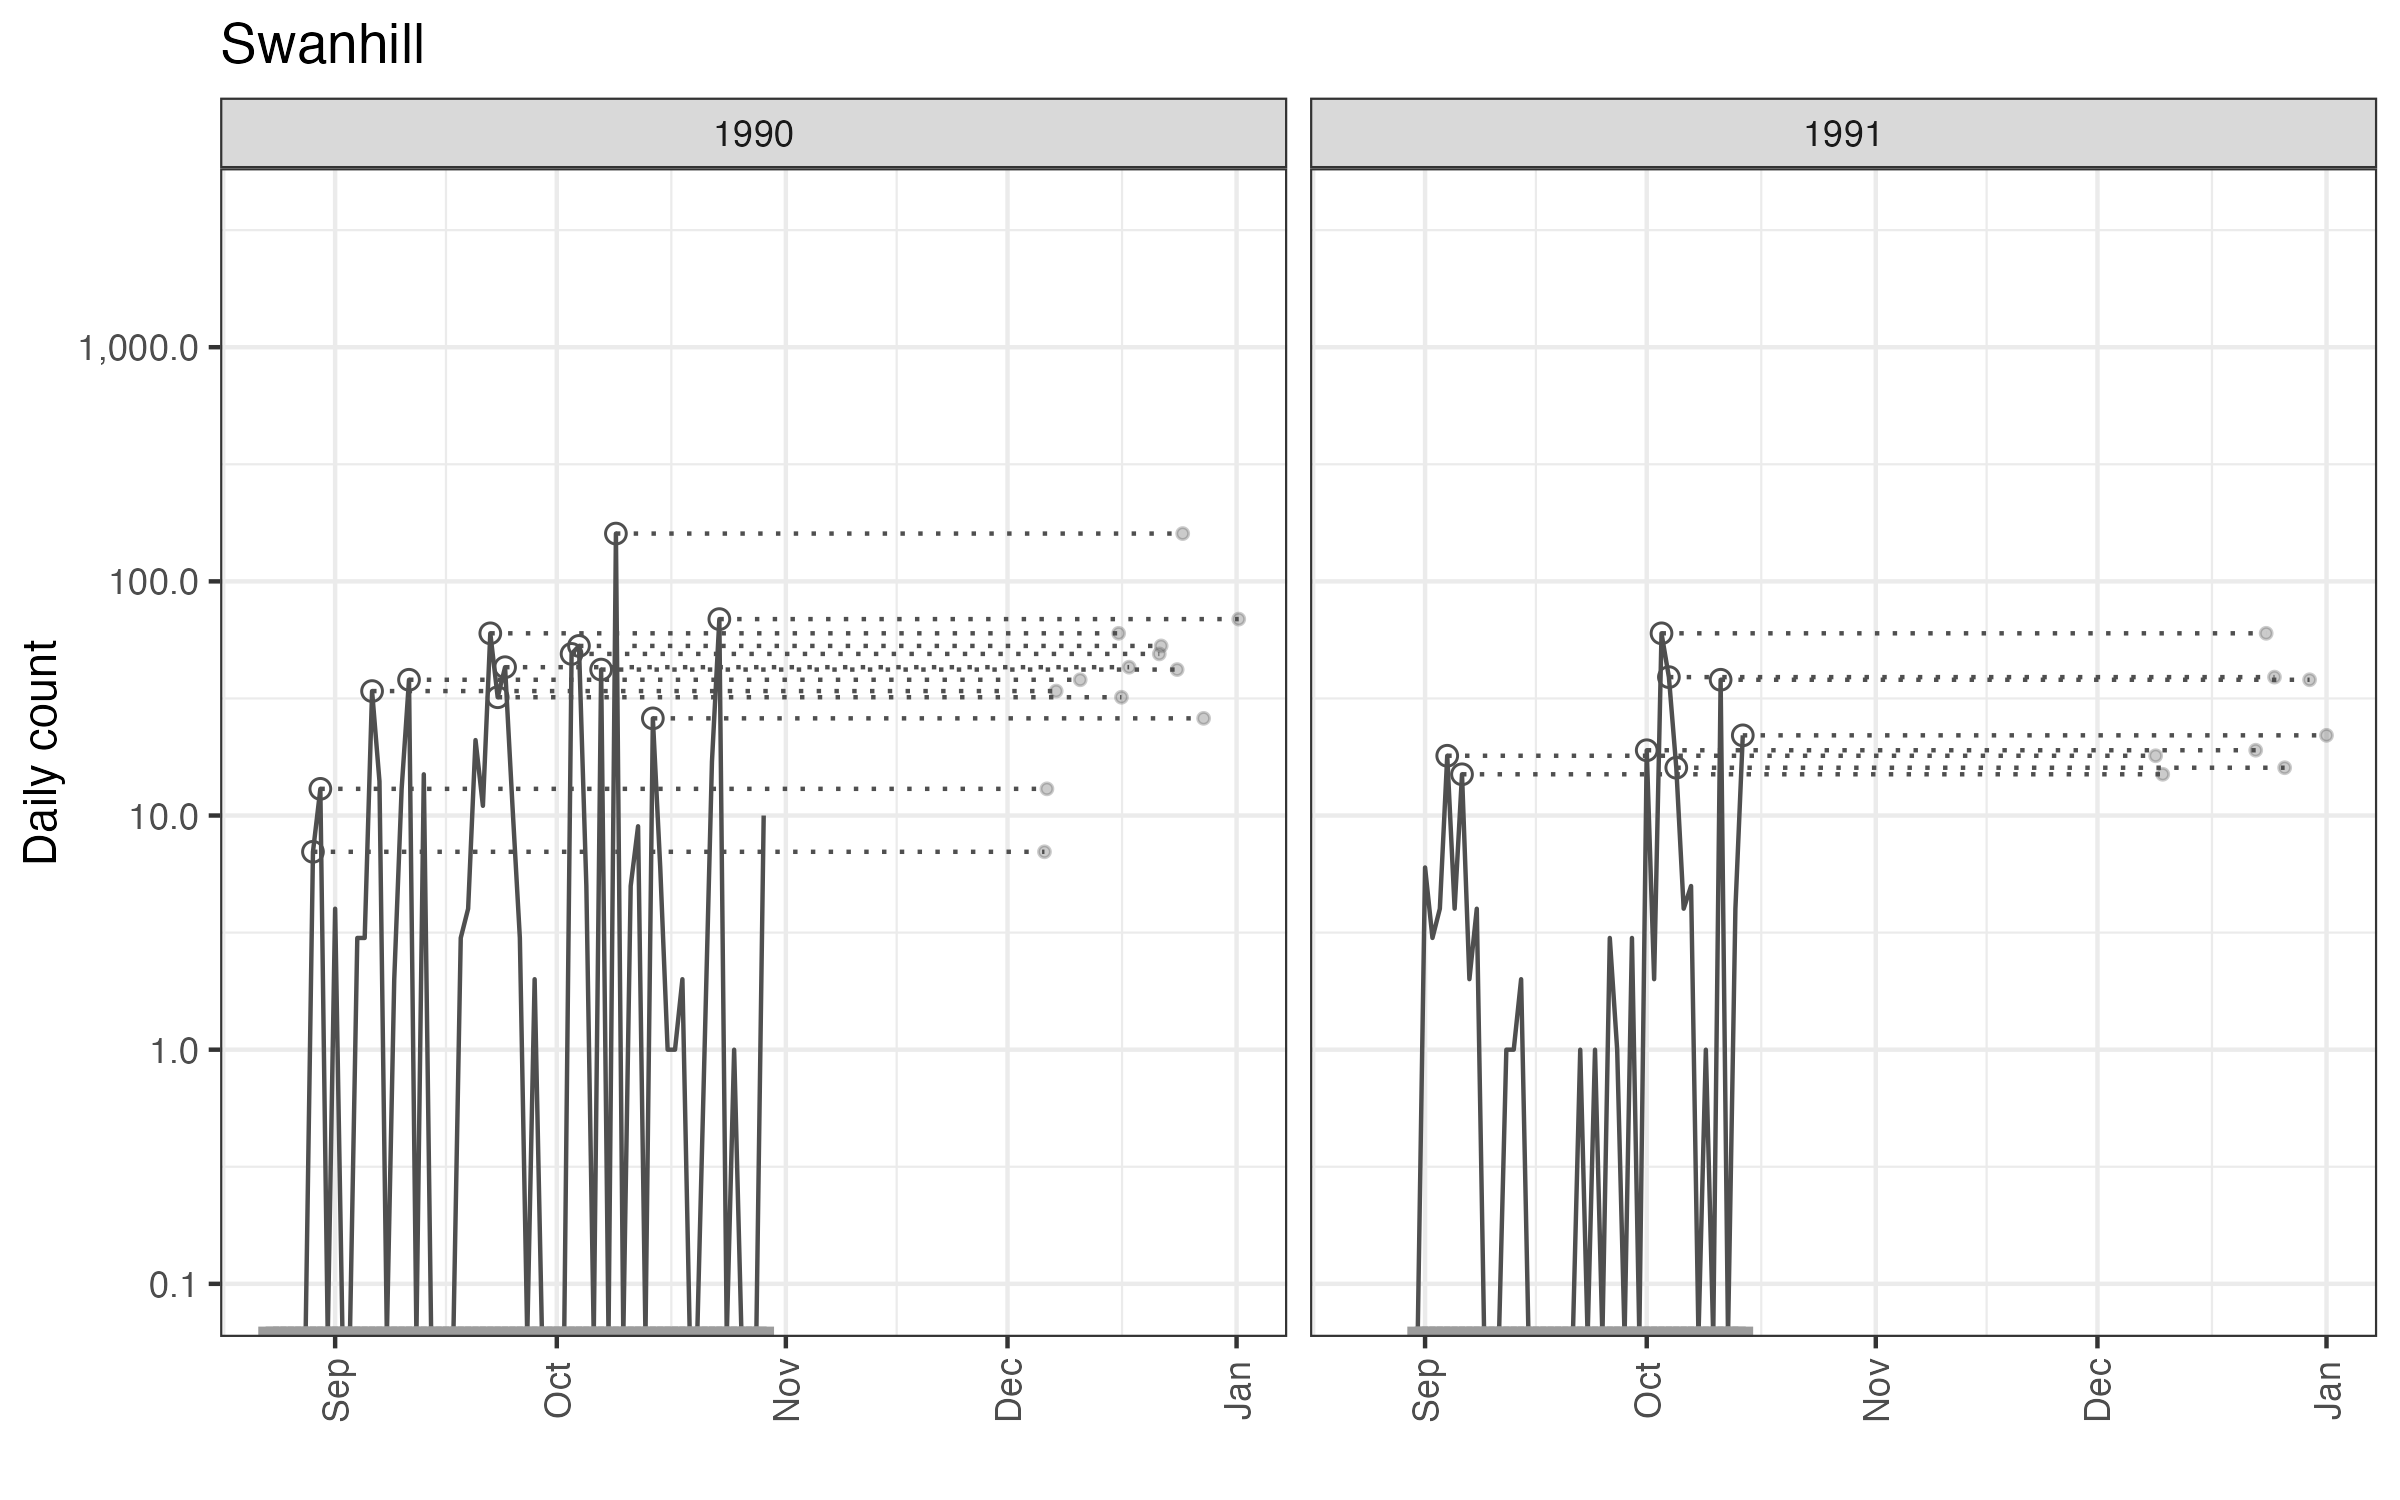 Swanhill
1990
1991
Daily count
1,000.0
100.0
10.0
1.0
0.1
Sep
Oct
Nov
Dec
Jan
Sep
Oct
Nov
Dec
Jan